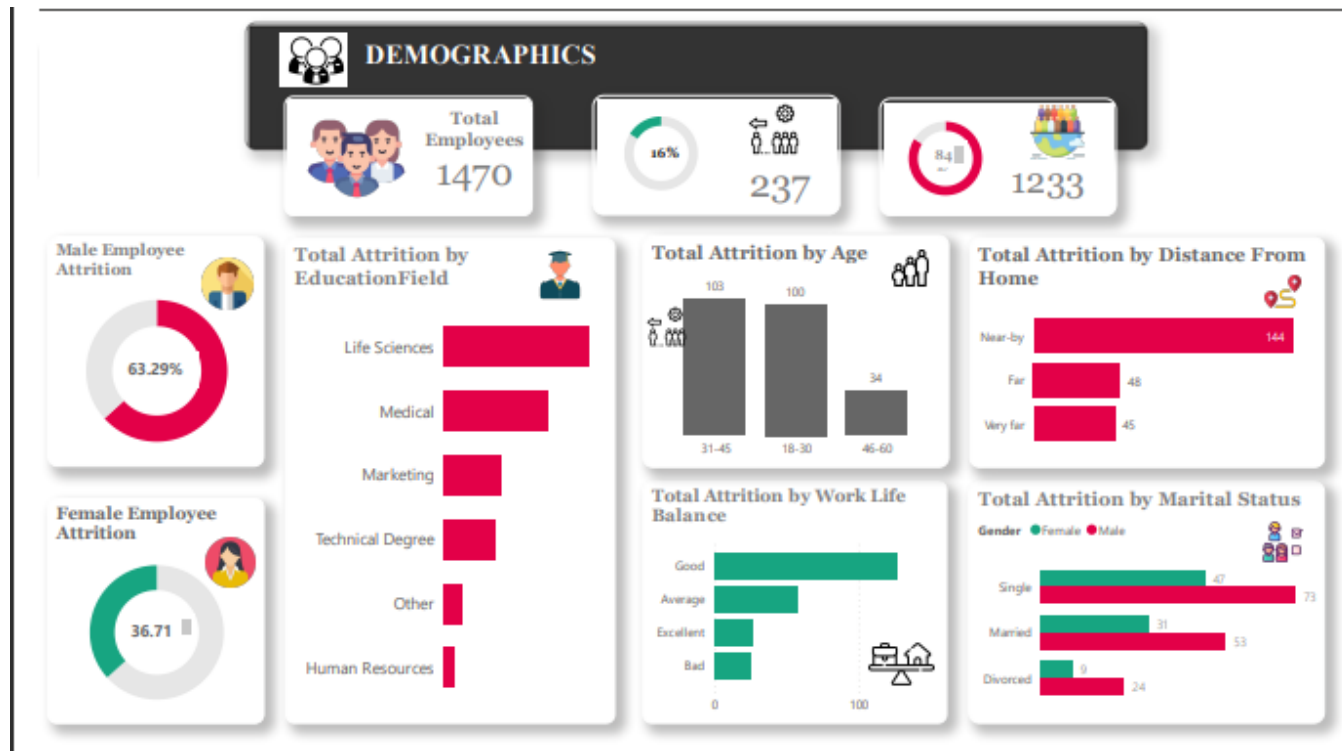 DEMOGRAPHICS
Total
Employees
1470
16%
237
84
1233
Male Employee
Attrition
63.29%
Female Employee
Attrition
36.71
Total Attrition by
EducationField
Life Sciences
Medical
Marketing
Technical Degree
Other
Human Resources
Total Attrition by Age
103
100
34
31-45
18-30
46-60
Total Attrition by Work Life
Balance
Good
Average
Excellent
Bad
0
100
Total Attrition by Distance From
Home
Near-by
144
Far
48
Very far
45
Total Attrition by Marital Status
Gender Female Male
Single
47
73
Married
31
53
Divorced
9
24